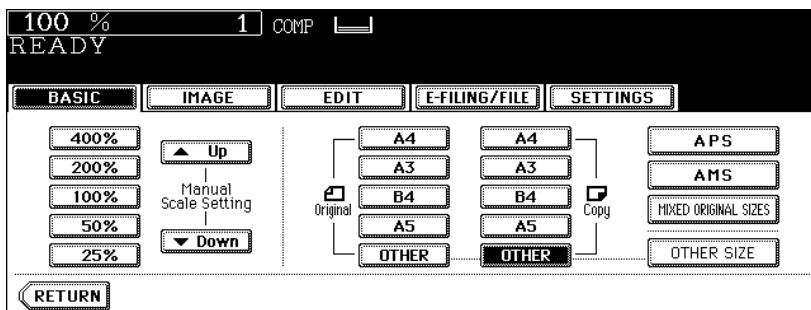 100 % 1 COMP
READY
BASIC IMAGE EDIT E-FILING/FILE SETTINGS
400% Up A4 A4 APS
200% A3 A3 AMS
100% Manual Scale Setting Original B4 B4 Copy MIXED ORIGINAL SIZES
50% Down A5 A5
25% OTHER OTHER OTHER SIZE
RETURN